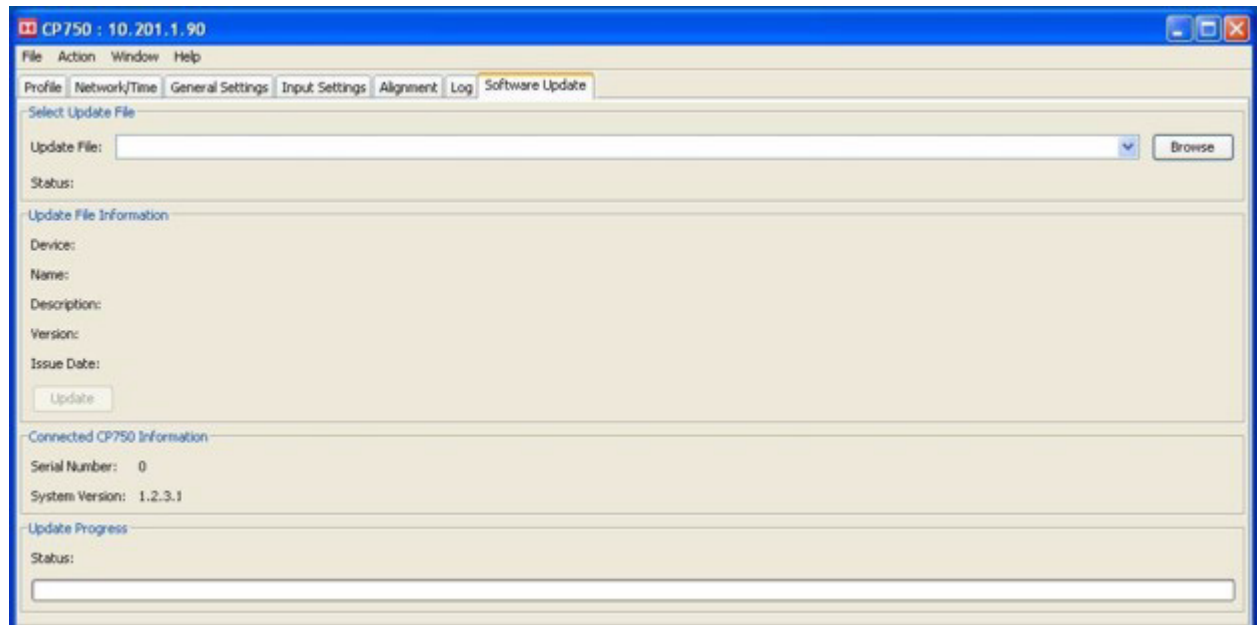 CP750 : 10.201.1.90
File Action Window Help
Profile Network/Time General Settings Input Settings Alignment Log Software Update
Select Update File
Update File: Browse
Status:
Update File Information
Device:
Name:
Description:
Version:
Issue Date:
Update
Connected CP750 Information
Serial Number: 0
System Version: 1.2.3.1
Update Progress
Status: